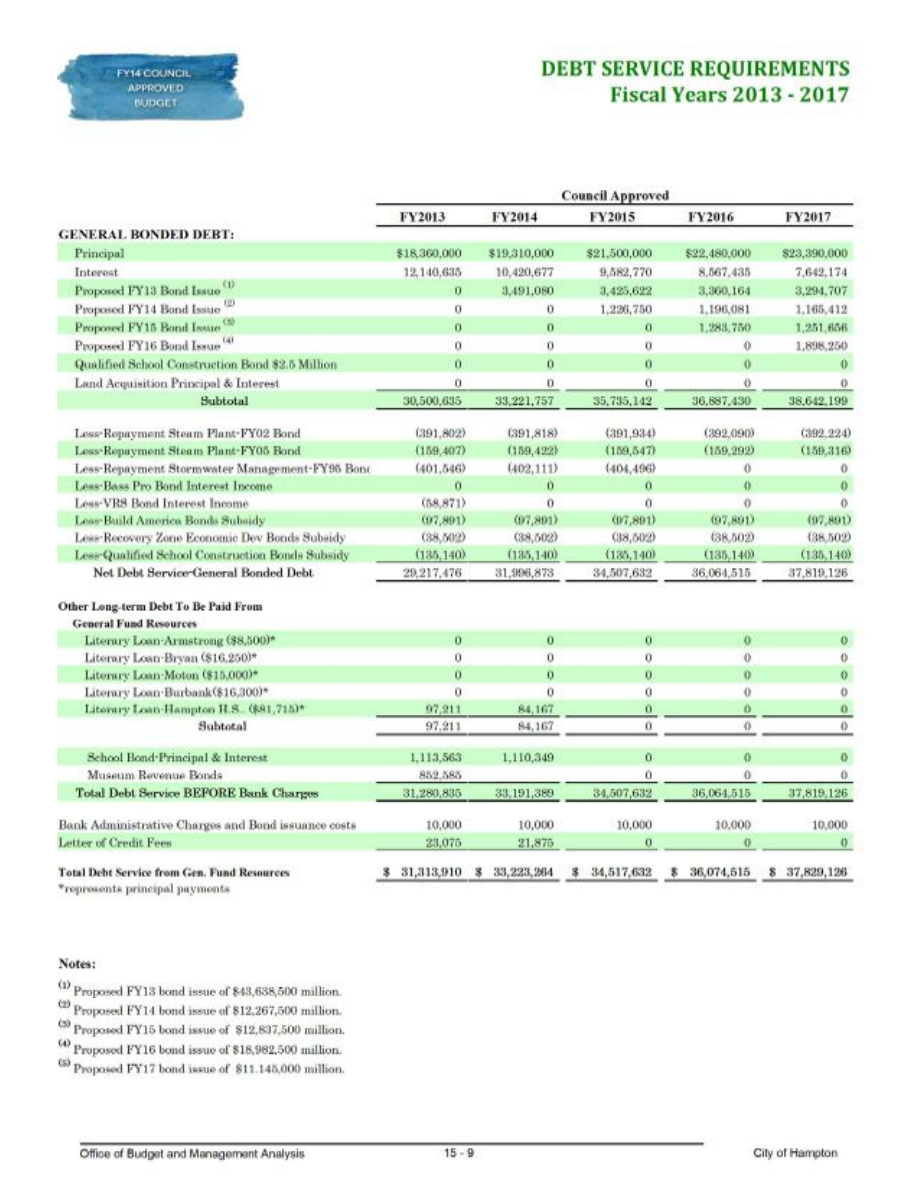 FY14 COUNCIL
APPROVED
BUDGET
DEBT SERVICE REQUIREMENTS
Fiscal Years 2013 - 2017
Council Approved
FY2013 FY2014 FY2015 FY2016 FY2017
GENERAL BONDED DEBT:
Principal $18,360,000 $19,310,000 $21,500,000 $22,480,000 $23,390,000
Interest 12,140,635 10,420,677 9,582,770 8,567,435 7,642,174
Proposed FY13 Bond Issue (1) 0 3,491,080 3,425,622 3,360,164 3,294,707
Proposed FY14 Bond Issue (2) 0 0 1,226,750 1,196,081 1,165,412
Proposed FY15 Bond Issue (3) 0 0 0 1,283,750 1,251,656
Proposed FY16 Bond Issue (4) 0 0 0 0 1,898,250
Qualified School Construction Bond $2.5 Million 0 0 0 0 0
Land Acquisition Principal & Interest 0 0 0 0 0
Subtotal 30,500,635 33,221,757 35,735,142 36,887,430 38,642,199
Less-Repayment Steam Plant-FY02 Bond (391,802) (391,818) (391,934) (392,090) (392,224)
Less-Repayment Steam Plant-FY05 Bond (159,407) (159,422) (159,547) (159,292) (159,316)
Less-Repayment Stormwater Management-FY95 Bond (401,546) (402,111) (404,496) 0 0
Less-Bass Pro Bond Interest Income 0 0 0 0 0
Less-VRS Bond Interest Income (58,871) 0 0 0 0
Less-Build America Bonds Subsidy (97,891) (97,891) (97,891) (97,891) (97,891)
Less-Recovery Zone Economic Dev Bonds Subsidy (38,502) (38,502) (38,502) (38,502) (38,502)
Less-Qualified School Construction Bonds Subsidy (135,140) (135,140) (135,140) (135,140) (135,140)
Net Debt Service-General Bonded Debt 29,217,476 31,996,873 34,507,632 36,064,515 37,819,126
Other Long-term Debt To Be Paid From
General Fund Resources
Literary Loan-Armstrong ($8,500)* 0 0 0 0 0
Literary Loan-Bryan ($16,250)* 0 0 0 0 0
Literary Loan-Moton ($15,000)* 0 0 0 0 0
Literary Loan-Burbank($16,300)* 0 0 0 0 0
Literary Loan-Hampton H.S.. ($81,715)* 97,211 84,167 0 0 0
Subtotal 97,211 84,167 0 0 0
School Bond-Principal & Interest 1,113,563 1,110,349 0 0 0
Museum Revenue Bonds 852,585 0 0 0
Total Debt Service BEFORE Bank Charges 31,280,835 33,191,389 34,507,632 36,064,515 37,819,126
Bank Administrative Charges and Bond issuance costs 10,000 10,000 10,000 10,000 10,000
Letter of Credit Fees 23,075 21,875 0 0 0
Total Debt Service from Gen. Fund Resources $ 31,313,910 $ 33,223,264 $ 34,517,632 $ 36,074,515 $ 37,829,126
*represents principal payments
Notes:
(1) Proposed FY13 bond issue of $43,638,500 million.
(2) Proposed FY14 bond issue of $12,267,500 million.
(3) Proposed FY15 bond issue of $12,837,500 million.
(4) Proposed FY16 bond issue of $18,982,500 million.
(5) Proposed FY17 bond issue of $11.145,000 million.
Office of Budget and Management Analysis 15 - 9 City of Hampton